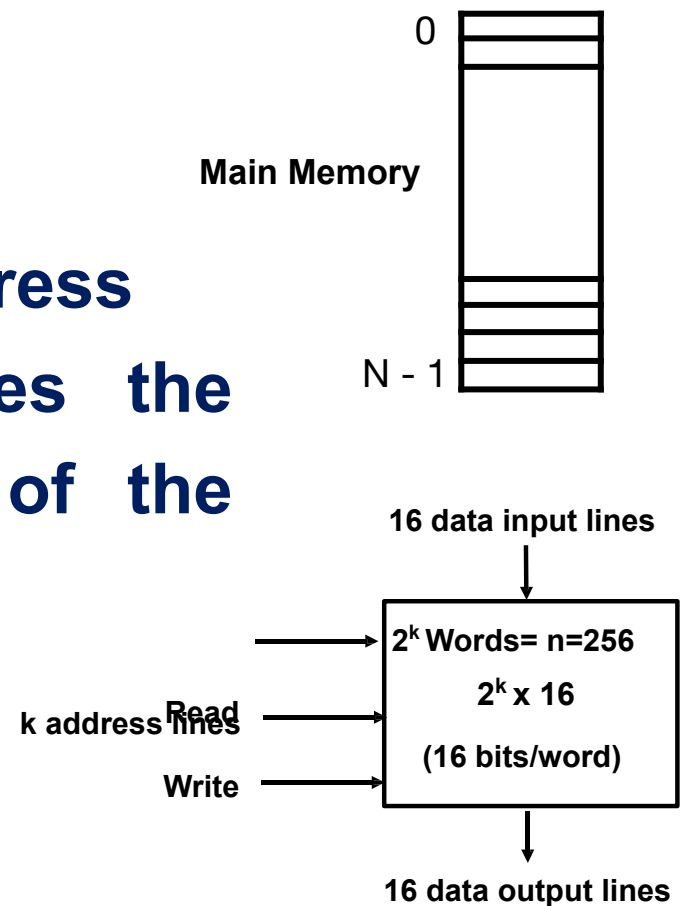 0
Main Memory
ress
es the
N - 1
of the
16 data input lines
2ᵏ Words= n=256
2ᵏ x 16
Read
k address lines
(16 bits/word)
Write
16 data output lines